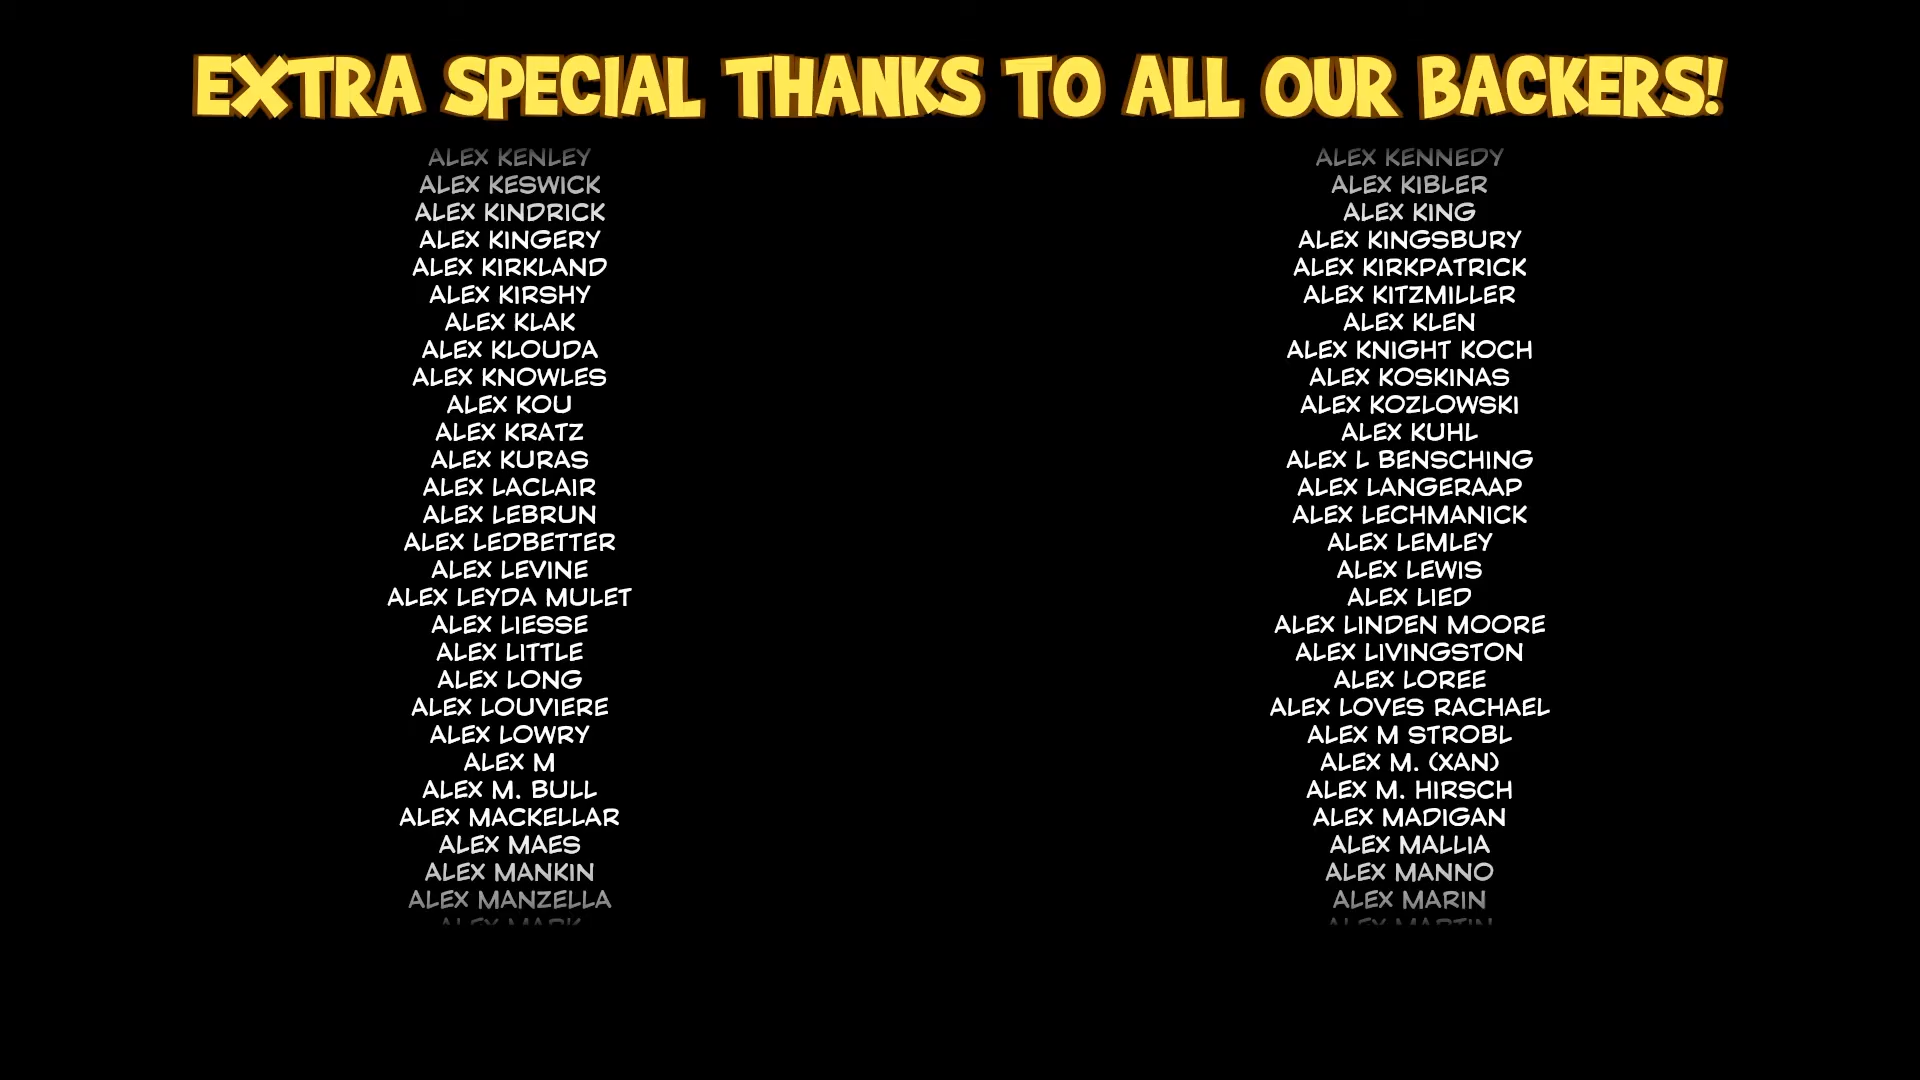 EXTRA SPECIAL THANKS TO ALL OUR BACKERS!
ALEX KENLEY
ALEX KENNEDY
ALEX KESWICK
ALEX KIBLER
ALEX KINDRICK
ALEX KING
ALEX KINGERY
ALEX KINGSBURY
ALEX KIRKLAND
ALEX KIRKPATRICK
ALEX KIRSHY
ALEX KITZMILLER
ALEX KLAK
ALEX KLEN
ALEX KLOUDA
ALEX KNIGHT KOCH
ALEX KNOWLES
ALEX KOSKINAS
ALEX KOU
ALEX KOZLOWSKI
ALEX KRATZ
ALEX KUHL
ALEX KURAS
ALEX L BENSCHING
ALEX LACLAIR
ALEX LANGERAAP
ALEX LEBRUN
ALEX LECHMANICK
ALEX LEDBETTER
ALEX LEMLEY
ALEX LEVINE
ALEX LEWIS
ALEX LEYDA MULET
ALEX LIED
ALEX LIESSE
ALEX LINDEN MOORE
ALEX LITTLE
ALEX LIVINGSTON
ALEX LONG
ALEX LOREE
ALEX LOUVIERE
ALEX LOVES RACHAEL
ALEX LOWRY
ALEX M STROBL
ALEX M
ALEX M. (XAN)
ALEX M. BULL
ALEX M. HIRSCH
ALEX MACKELLAR
ALEX MADIGAN
ALEX MAES
ALEX MALLIA
ALEX MANKIN
ALEX MANNO
ALEX MANZELLA
ALEX MARIN
ALEX MARK
ALEX MARTIN